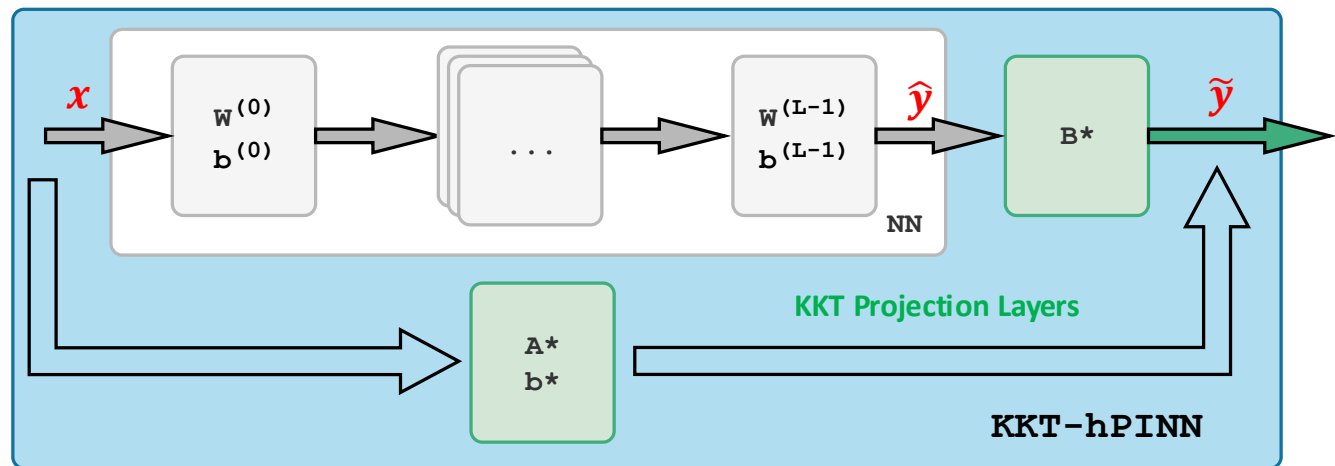 x
W^(0)
b^(0)
...
W^(L-1)
b^(L-1)
ŷ
NN
B*
ỹ
A*
b*
KKT Projection Layers
KKT-hPINN